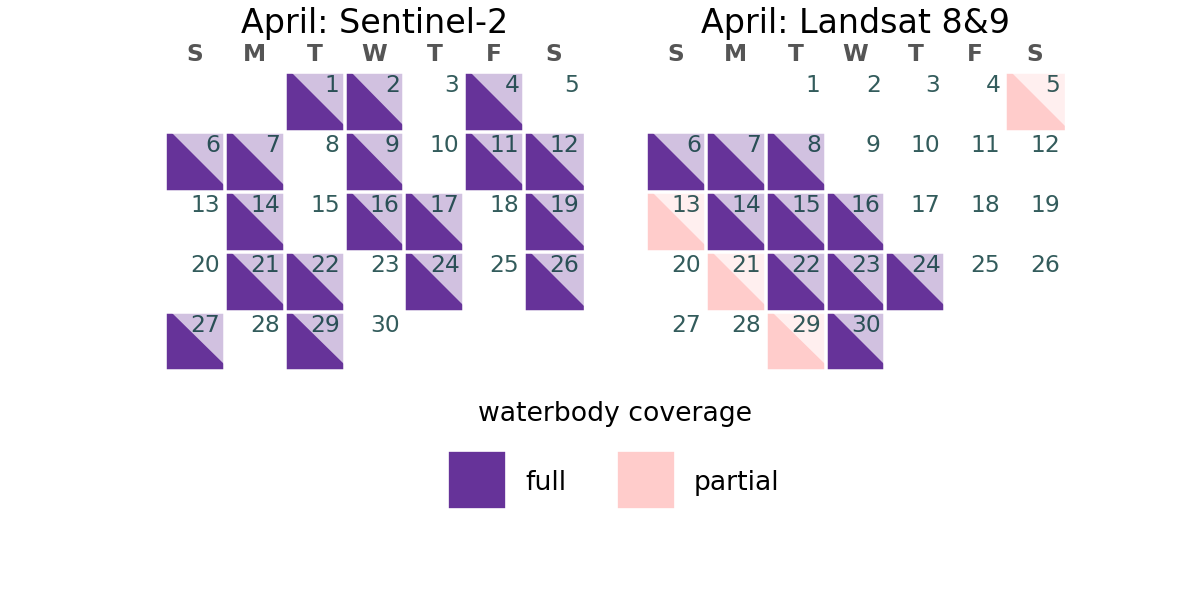 April: Sentinel-2
S M T W T F S
1 2 3 4 5
6 7 8 9 10 11 12
13 14 15 16 17 18 19
20 21 22 23 24 25 26
27 28 29 30
April: Landsat 8&9
S M T W T F S
1 2 3 4 5
6 7 8 9 10 11 12
13 14 15 16 17 18 19
20 21 22 23 24 25 26
27 28 29 30
waterbody coverage
full
partial